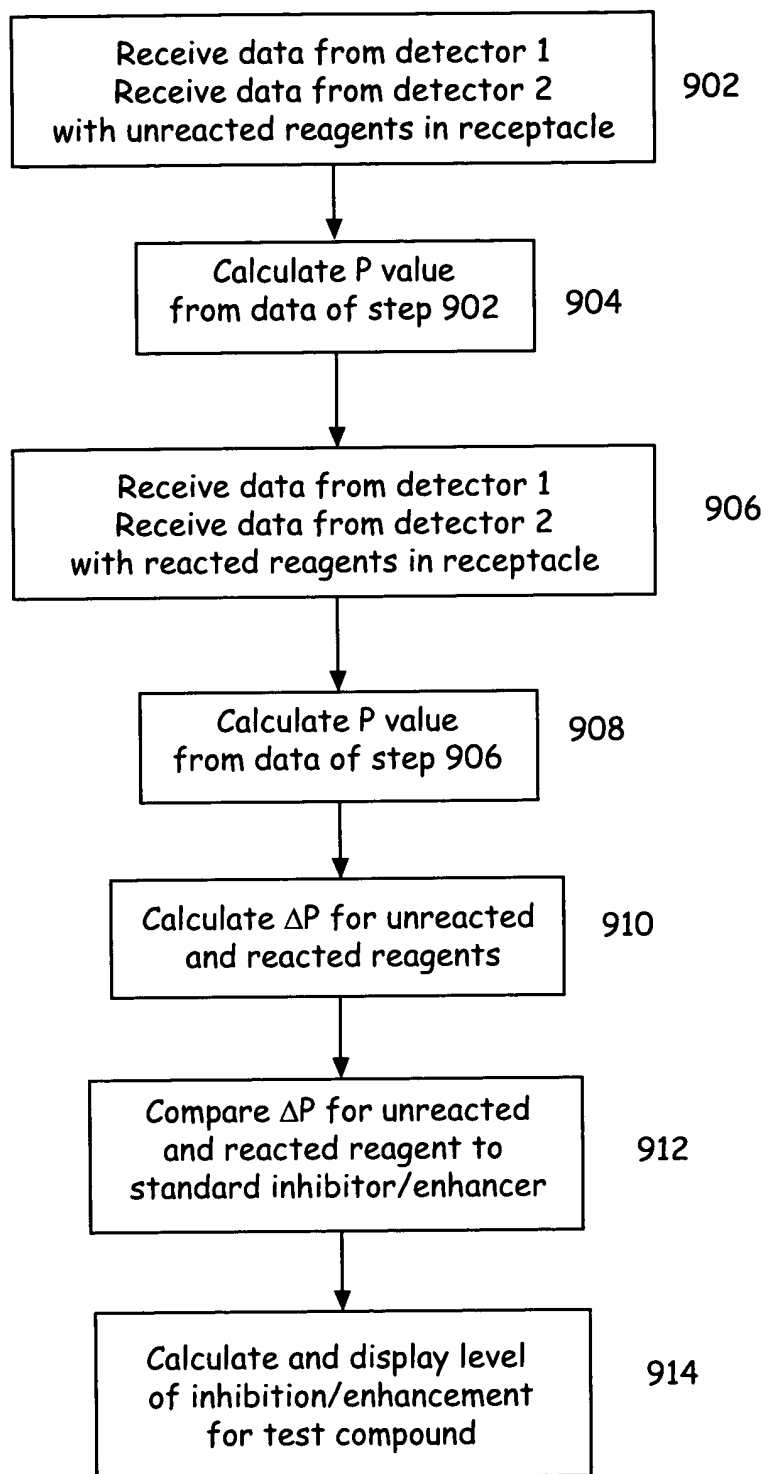 Receive data from detector 1
Receive data from detector 2
with unreacted reagents in receptacle
902
Calculate P value
from data of step 902
904
Receive data from detector 1
Receive data from detector 2
with reacted reagents in receptacle
906
Calculate P value
from data of step 906
908
Calculate ΔP for unreacted
and reacted reagents
910
Compare ΔP for unreacted
and reacted reagent to
standard inhibitor/enhancer
912
Calculate and display level
of inhibition/enhancement
for test compound
914